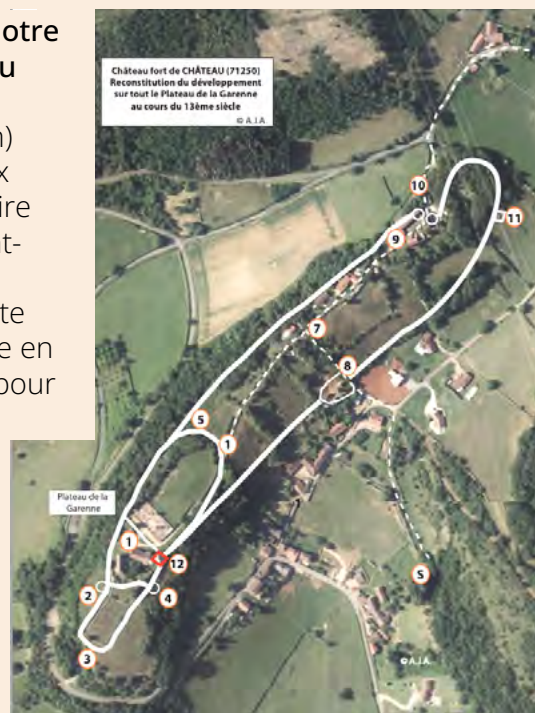 otre
u
n)
x
ire
nt-
te
e en
pour
Château fort de CHÂTEAU (71250)
Reconstitution du développement
sur tout le Plateau de la Garenne
au cours du 13ème siècle
© A.J.A
10
11
9
7
8
5
1
Plateau de la
Garenne
1
12
2
4
3
S
© A.J.A.